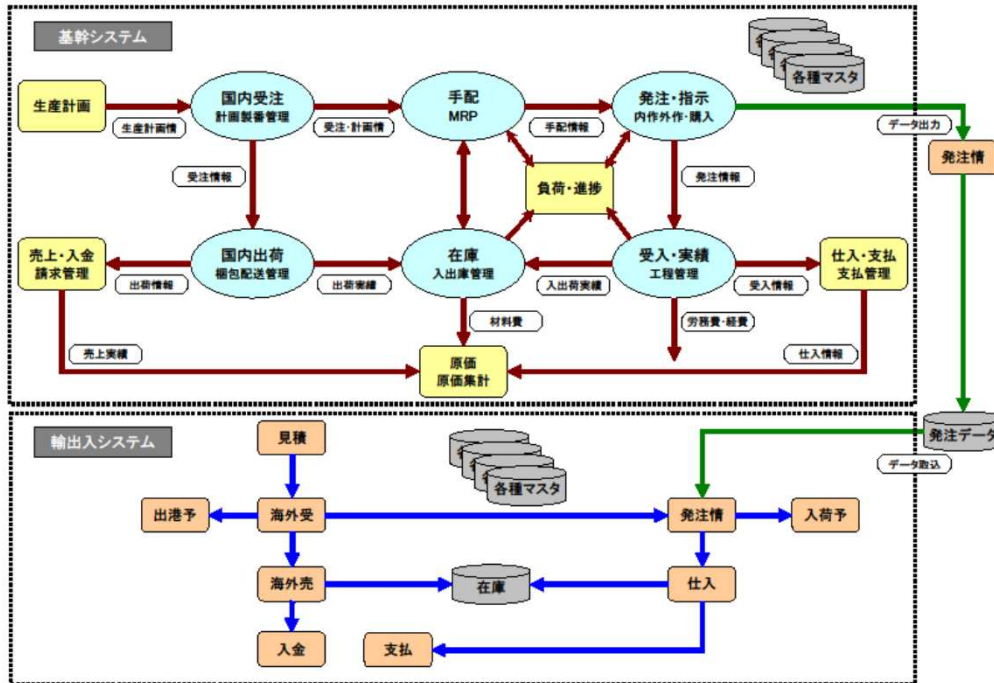 基幹システム
各種マスタ
生産計画
生産計画情
国内受注
計画製番管理
受注・計画情
手配
MRP
手配情報
発注・指示
内作外作・購入
データ出力
発注情
受注情報
負荷・進捗
発注情報
売上・入金
請求管理
出荷情報
国内出荷
梱包配送管理
出荷実績
在庫
入出庫管理
入出荷実績
受入・実績
工程管理
受入情報
仕入・支払
支払管理
売上実績
材料費
労務費・経費
仕入情報
原価
原価集計
輸出入システム
見積
各種マスタ
発注データ
データ取込
出港予
海外受
発注情
入荷予
海外売
在庫
仕入
入金
支払